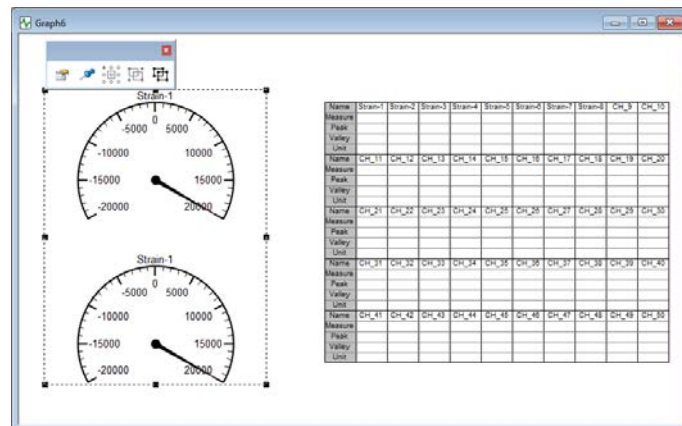 Graph6
Strain-1
0
-5000 5000
-10000 10000
-15000 15000
-20000 20000
Strain-1
0
-5000 5000
-10000 10000
-15000 15000
-20000 20000
Name Strain-1 Strain-2 Strain-3 Strain-4 Strain-5 Strain-6 Strain-7 Strain-8 CH_9 CH_10
Measure
Peak
Valley
Unit
Name CH_11 CH_12 CH_13 CH_14 CH_15 CH_16 CH_17 CH_18 CH_19 CH_20
Measure
Peak
Valley
Unit
Name CH_21 CH_22 CH_23 CH_24 CH_25 CH_26 CH_27 CH_28 CH_29 CH_30
Measure
Peak
Valley
Unit
Name CH_31 CH_32 CH_33 CH_34 CH_35 CH_36 CH_37 CH_38 CH_39 CH_40
Measure
Peak
Valley
Unit
Name CH_41 CH_42 CH_43 CH_44 CH_45 CH_46 CH_47 CH_48 CH_49 CH_50
Measure
Peak
Valley
Unit